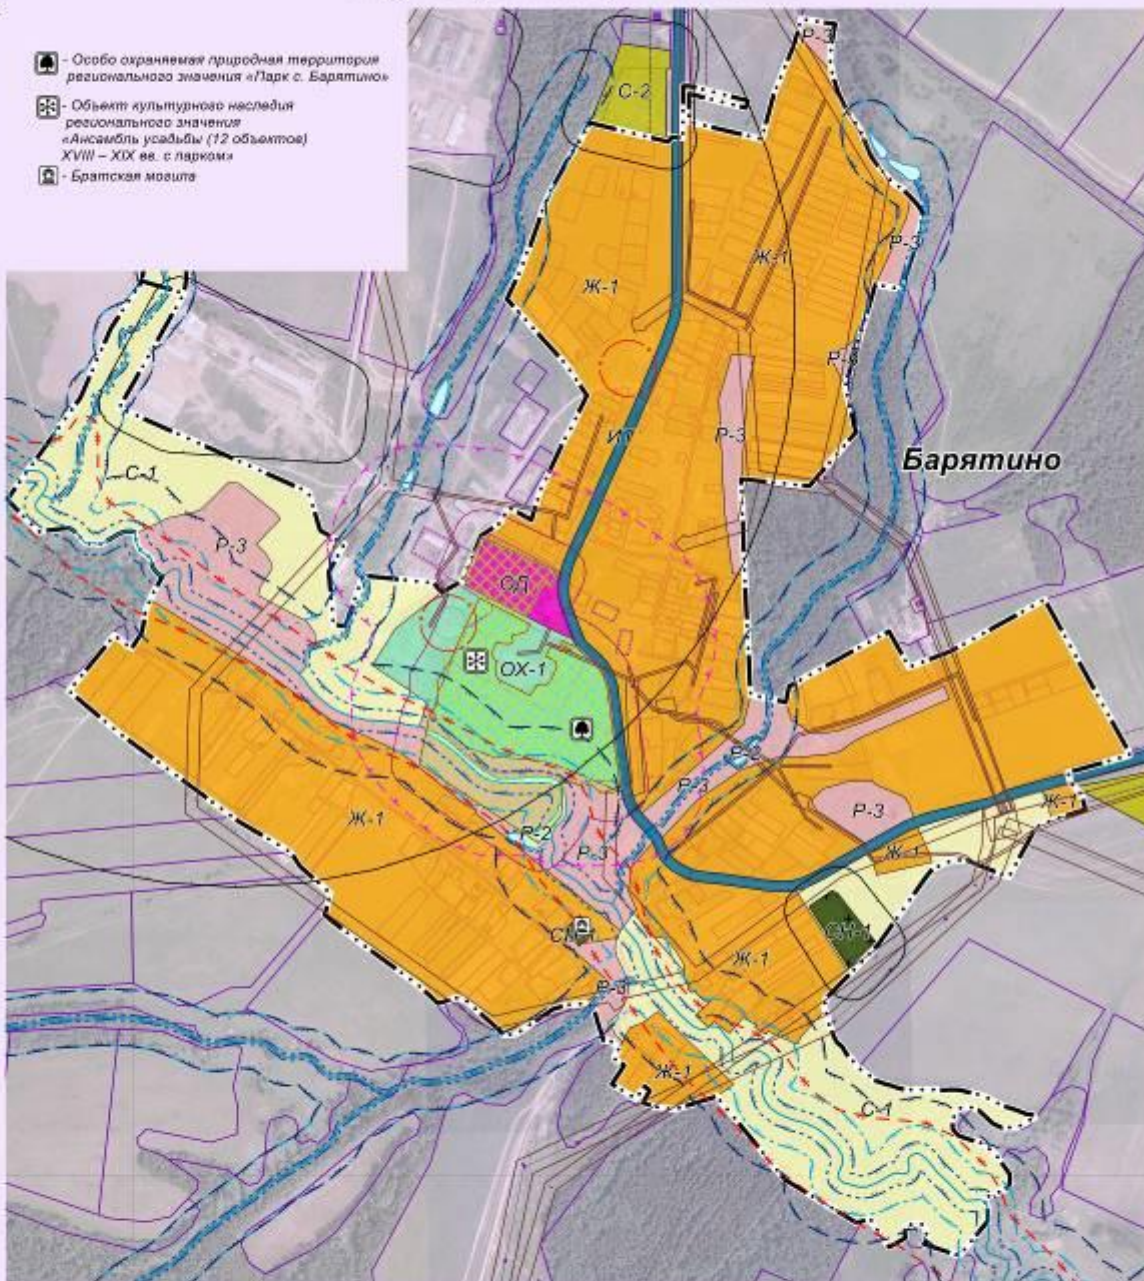 - Особо охраняемая природная территория
регионального значения «Парк с. Барятино»
- Объект культурного наследия
регионального значения
«Ансамбль усадьбы (12 объектов)
XVIII – XIX вв. с парком»
- Братская могила
Р-3
С-2
Р-3
Ж-1
Ж-1
Р-3
Барятино
С-1
Р-3
ОД
ОХ-1
Р-3
Р-3
Ж-1
Ж-1
Р-2
Р-3
Ж-1
СН-1
Ж-1
Р-3
Ж-1
С-1